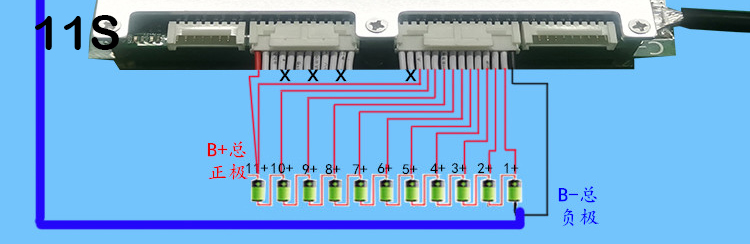 11S
X X X X
B+总
正极
11+ 10+ 9+ 8+ 7+ 6+ 5+ 4+ 3+ 2+ 1+
B-总
负极